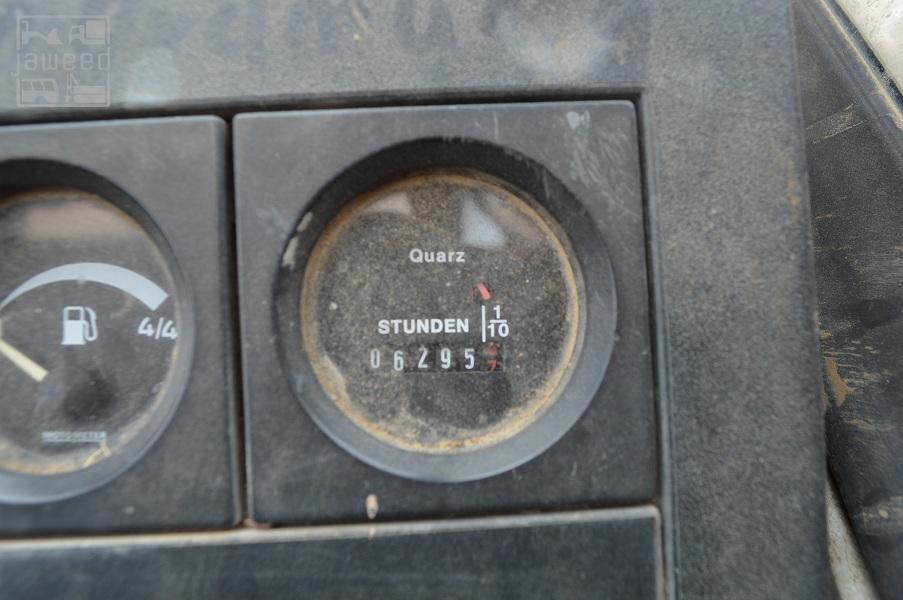 jaweed
Quarz
STUNDEN 1/10
06295
4/4